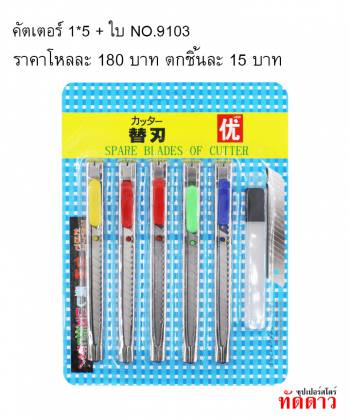 คัตเตอร์ 1*5 + ใบ NO.9103
ราคาโหลละ 180 บาท ตกชิ้นละ 15 บาท
カッター
替刃
优
SPARE BLADES OF CUTTER
ซุปเปอร์สโตร์
ทัดดาว